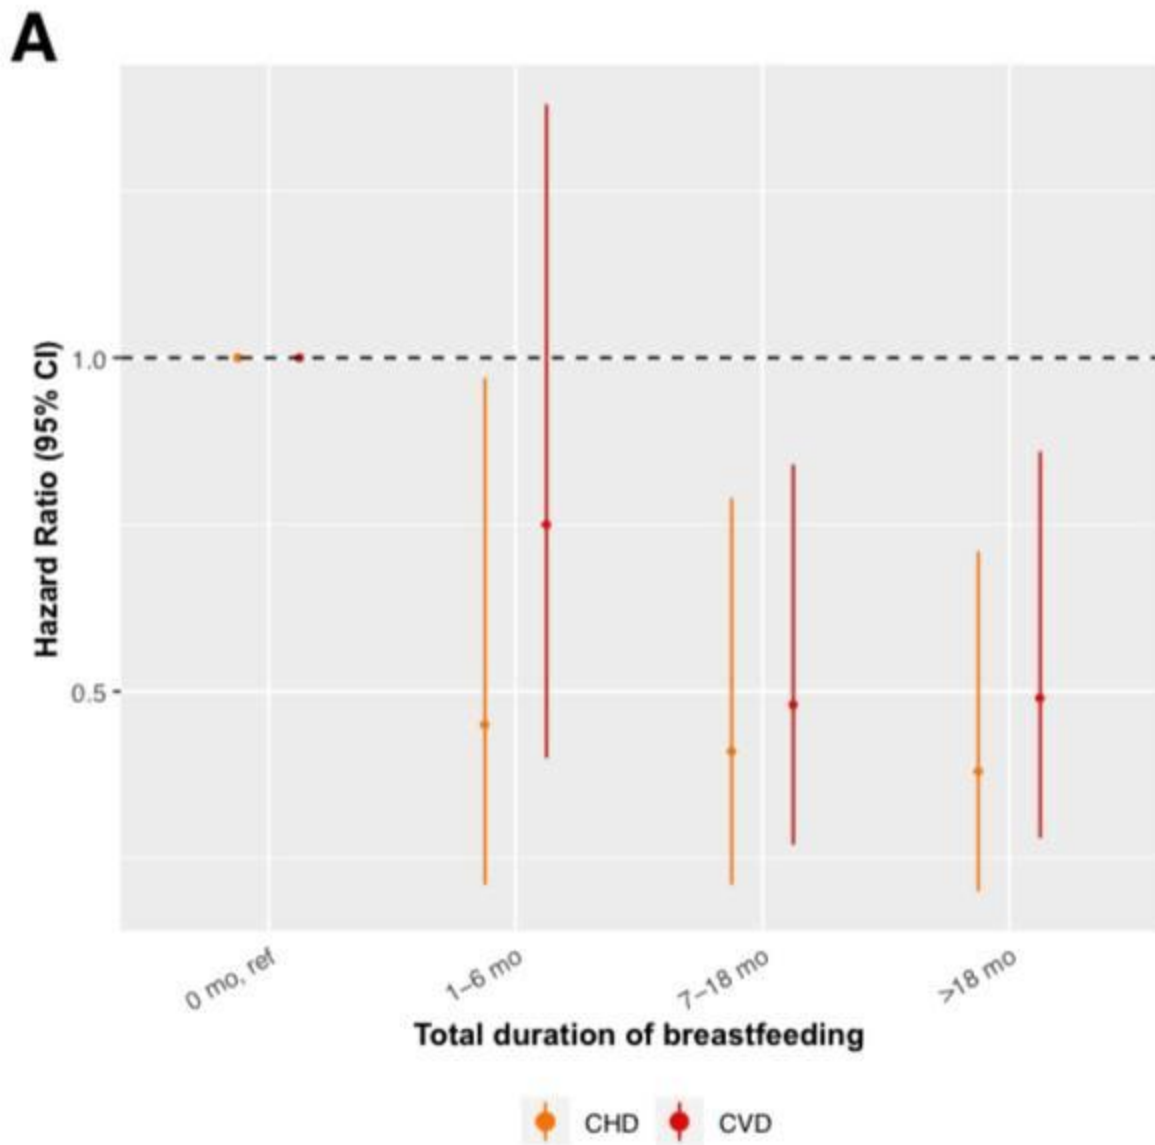 A
Hazard Ratio (95% CI)
1.0
0.5
0 mo, ref
1–6 mo
7–18 mo
>18 mo
Total duration of breastfeeding
CHD CVD